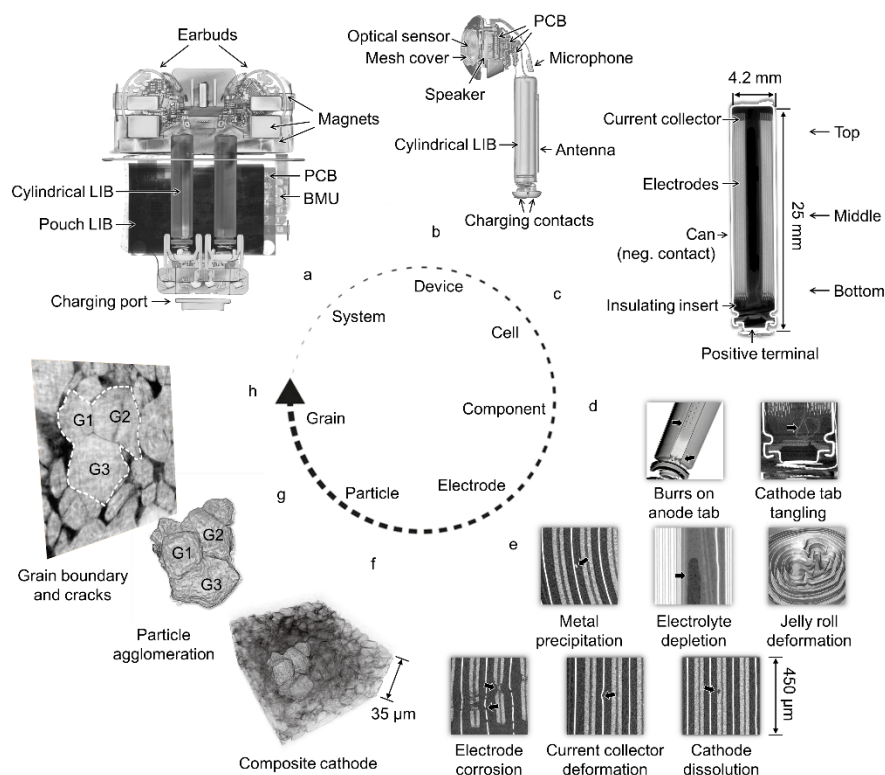 Earbuds
Magnets
PCB
Cylindrical LIB
BMU
Pouch LIB
Charging port
a
Optical sensor
PCB
Mesh cover
Microphone
Speaker
Cylindrical LIB
Antenna
Charging contacts
b
4.2 mm
Current collector
Top
Electrodes
25 mm
Middle
Can
(neg. contact)
Bottom
Insulating insert
Positive terminal
c
System
Device
Cell
Component
Electrode
Particle
Grain
d
Burrs on
anode tab
Cathode tab
tangling
e
Metal
precipitation
Electrolyte
depletion
Jelly roll
deformation
450 μm
Electrode
corrosion
Current collector
deformation
Cathode
dissolution
f
35 μm
Composite cathode
g
G1
G2
G3
Particle
agglomeration
h
G1
G2
G3
Grain boundary
and cracks